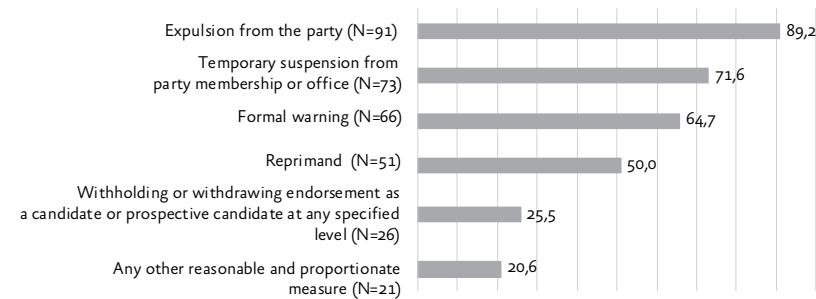 Expulsion from the party (N=91)
89,2
Temporary suspension from
party membership or office (N=73)
71,6
Formal warning (N=66)
64,7
Reprimand (N=51)
50,0
Withholding or withdrawing endorsement as
a candidate or prospective candidate at any specified
level (N=26)
25,5
Any other reasonable and proportionate
measure (N=21)
20,6